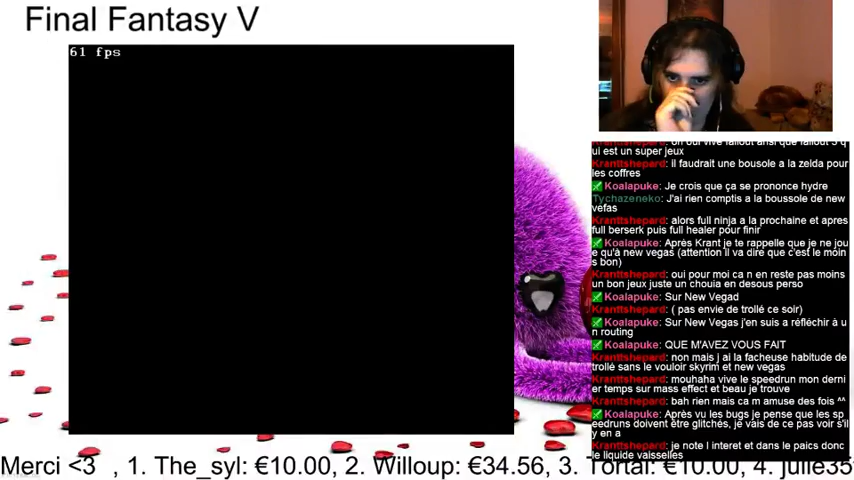 Final Fantasy V
61 fps
ui est un super jeux
Kranttshepard: il faudrait une bousole a la zelda pour
les coffres
Koalapuke: Je crois que ça se prononce hydre
Tychazeneko: J'ai rien comptis a la boussole de new
vefas
Kranttshepard: alors full ninja a la prochaine et apres
full berserk puis full healer pour finir
Koalapuke: Après Krant je te rappelle que je ne jou
e qu'à new vegas (attention il va dire que c'est le moin
s bon)
Kranttshepard: oui pour moi ca n en reste pas moins
un bon jeux juste un chouia en desous perso
Koalapuke: Sur New Vegad
Kranttshepard: ( pas envie de trollé ce soir)
Koalapuke: Sur New Vegas j'en suis a réfléchir à u
n routing
Koalapuke: QUE M'AVEZ VOUS FAIT
Kranttshepard: non mais j ai la facheuse habitude de
trollé sans le vouloir skyrim et new vegas
Kranttshepard: mouhaha vive le speedrun mon derni
er temps sur mass effect et beau je trouve
Kranttshepard: bah rien mais ca m amuse des fois ^^
Koalapuke: Après vu les bugs je pense que les sp
eedruns doivent être glitchés, je vais de ce pas voir s'il
y en a
Kranttshepard: je note l interet et dans le paics donc
le liquide vaisselles
Merci <3 , 1. The_syl: €10.00, 2. Willoup: €34.56, 3. Tortal: €10.00, 4. julie35